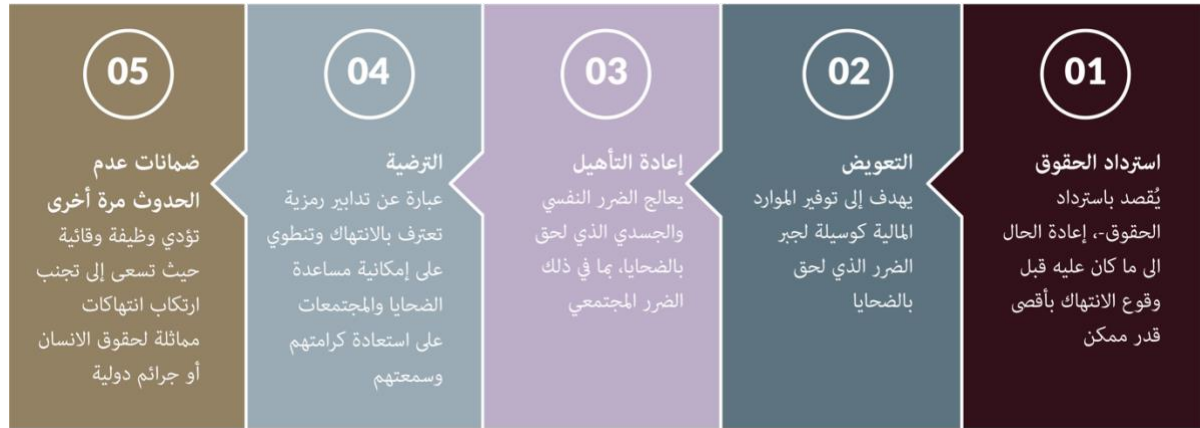 01
استرداد الحقوق
يُقصد باسترداد
الحقوق-، إعادة الحال
الى ما كان عليه قبل
وقوع الانتهاك بأقصى
قدر ممكن
02
التعويض
يهدف إلى توفير الموارد
المالية كوسيلة لجبر
الضرر الذي لحق
بالضحايا
03
إعادة التأهيل
يعالج الضرر النفسي
والجسدي الذي لحق
بالضحايا، بما في ذلك
الضرر المجتمعي
04
الترضية
عبارة عن تدابير رمزية
تعترف بالانتهاك وتنطوي
على إمكانية مساعدة
الضحايا والمجتمعات
على استعادة كرامتهم
وسمعتهم
05
ضمانات عدم
الحدوث مرة أخرى
تؤدي وظيفة وقائية
حيث تسعى إلى تجنب
ارتكاب انتهاكات
مماثلة لحقوق الانسان
أو جرائم دولية